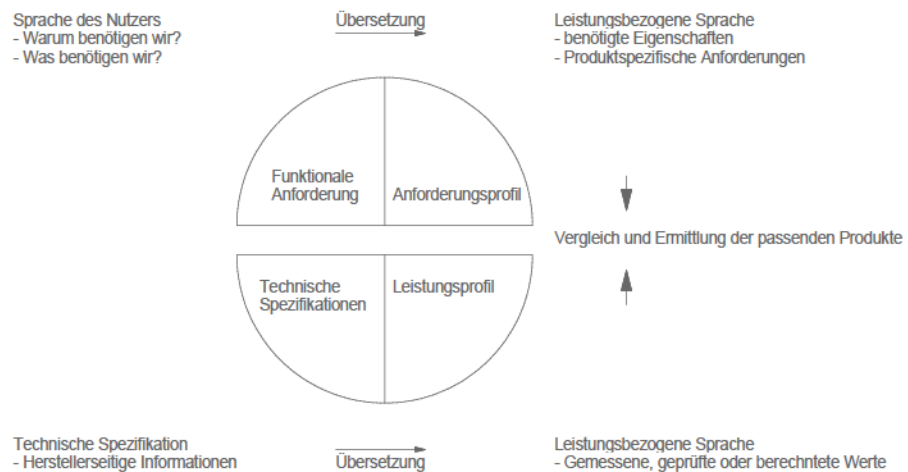 Sprache des Nutzers
- Warum benötigen wir?
- Was benötigen wir?
Übersetzung
Leistungsbezogene Sprache
- benötigte Eigenschaften
- Produktspezifische Anforderungen
Funktionale
Anforderung
Anforderungsprofil
Vergleich und Ermittlung der passenden Produkte
Technische
Spezifikationen
Leistungsprofil
Technische Spezifikation
- Herstellerseitige Informationen
Übersetzung
Leistungsbezogene Sprache
- Gemessene, geprüfte oder berechntete Werte